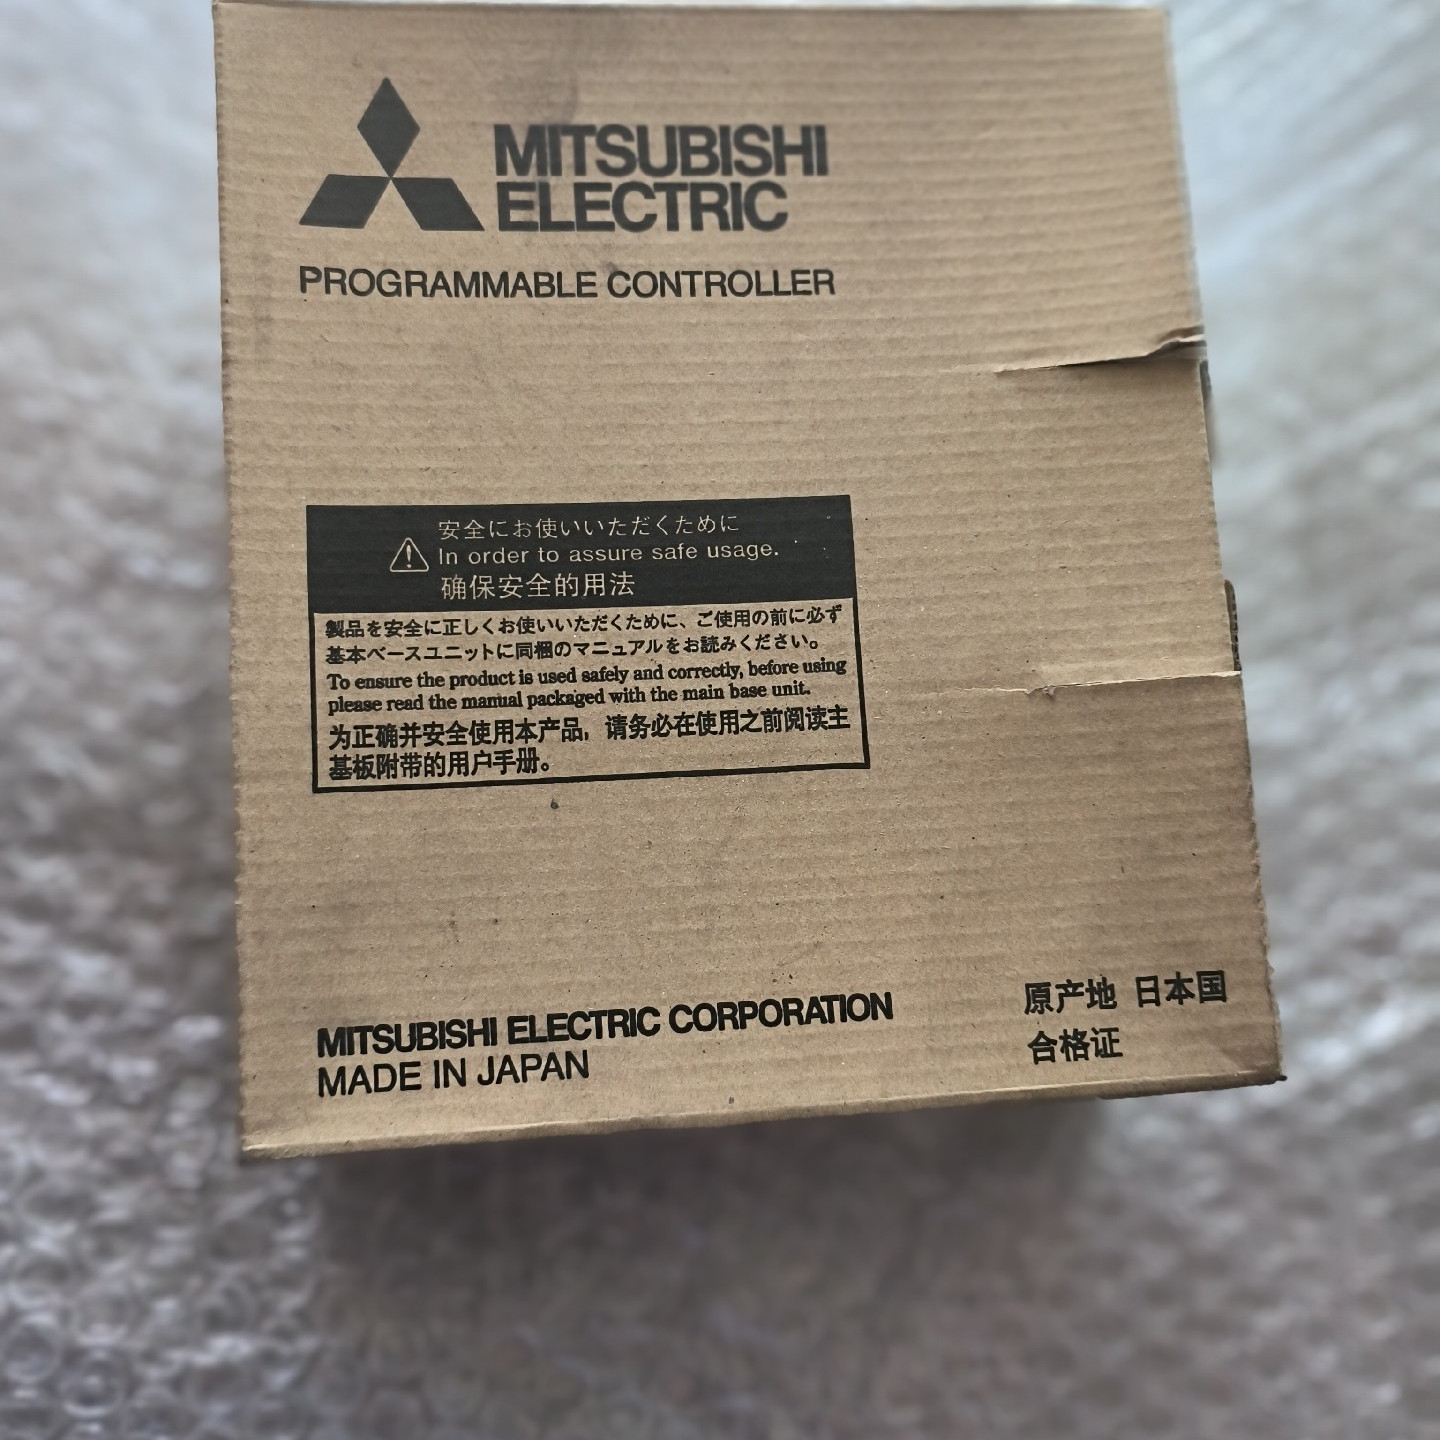 MITSUBISHI
ELECTRIC
PROGRAMMABLE CONTROLLER
安全にお使いいただくために
In order to assure safe usage.
确保安全的用法
製品を安全に正しくお使いいただくために、ご使用の前に必ず
基本ベースユニットに同梱のマニュアルをお読みください。
To ensure the product is used safely and correctly, before using
please read the manual packaged with the main base unit.
为正确并安全使用本产品，请务必在使用之前阅读主
基板附带的用户手册。
MITSUBISHI ELECTRIC CORPORATION
MADE IN JAPAN
原产地 日本国
合格证